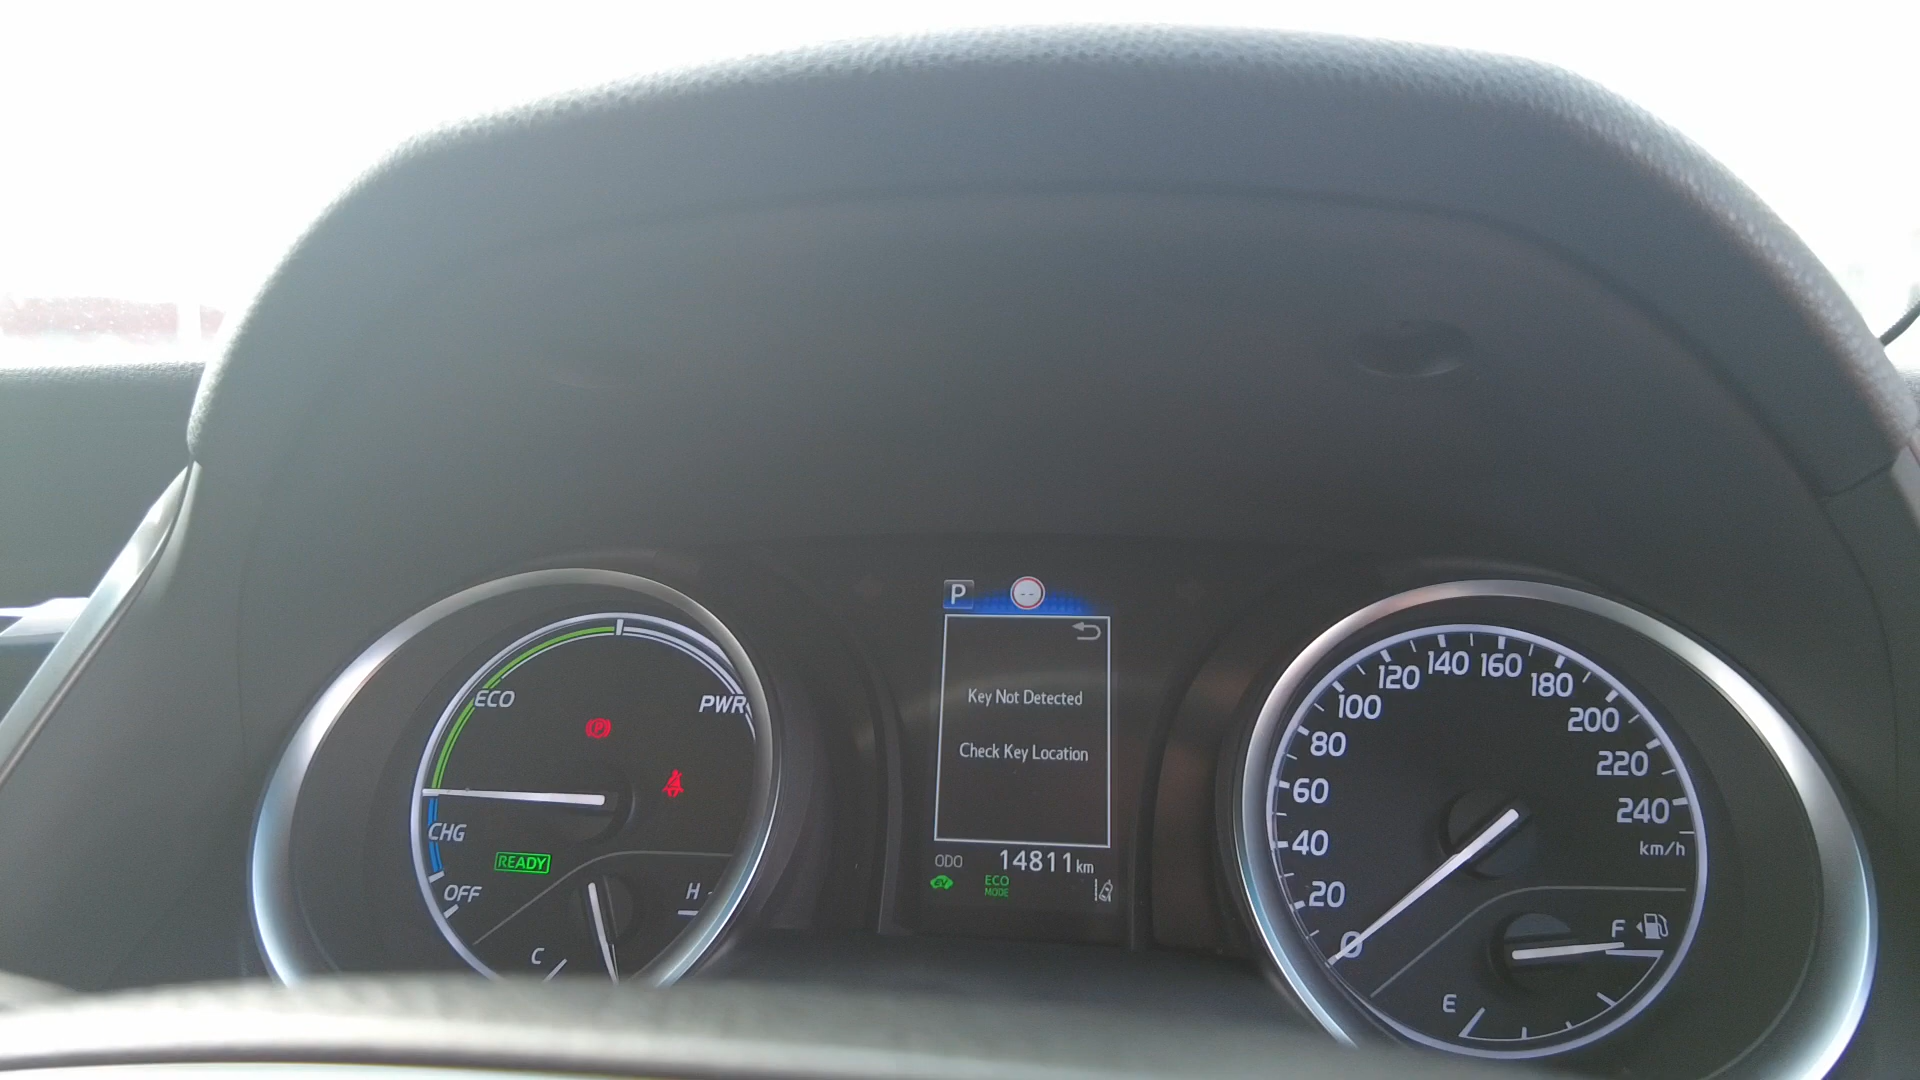 P
--
Key Not Detected
Check Key Location
ODO 14811 km
EV
ECO
MODE
ECO
PWR
P
CHG
READY
OFF
H
C
0
20
40
60
80
100
120
140
160
180
200
220
240
km/h
F
E